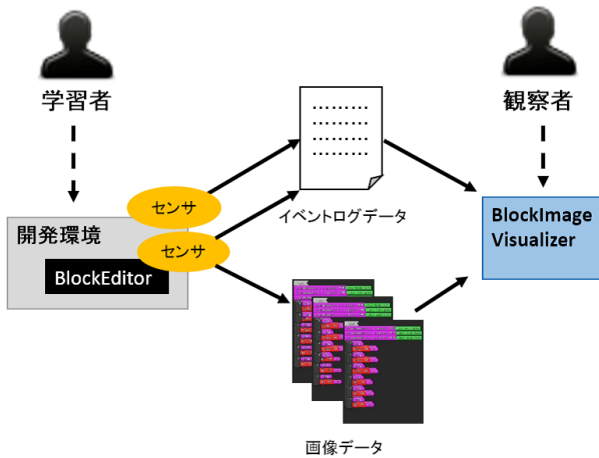 学習者
観察者
センサ
イベントログデータ
開発環境
センサ
BlockEditor
BlockImage
Visualizer
画像データ